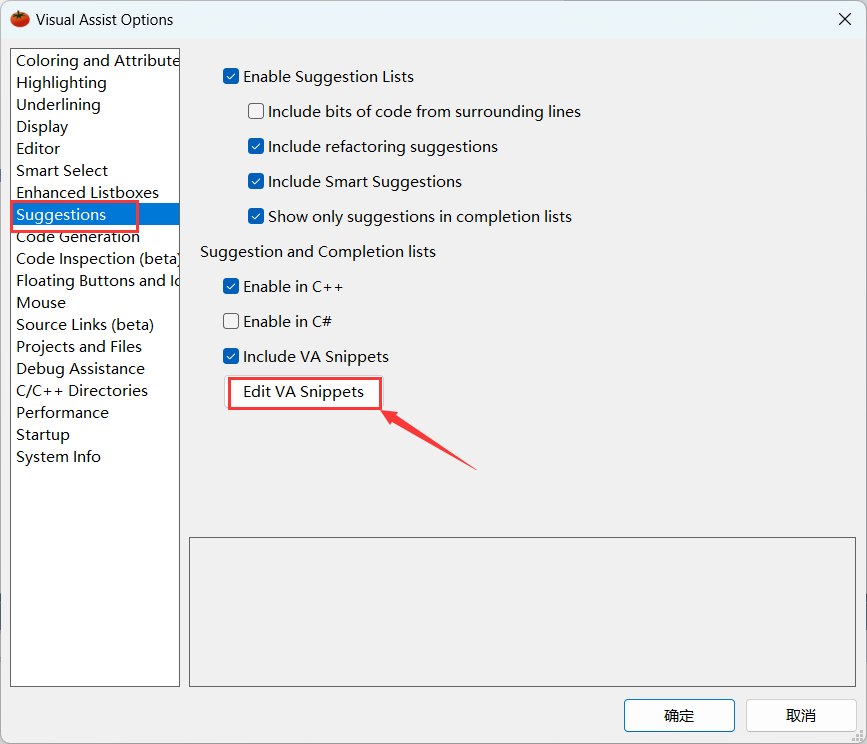 Visual Assist Options
Coloring and Attribute
Highlighting
Underlining
Display
Editor
Smart Select
Enhanced Listboxes
Suggestions
Code Generation
Code Inspection (beta)
Floating Buttons and Ic
Mouse
Source Links (beta)
Projects and Files
Debug Assistance
C/C++ Directories
Performance
Startup
System Info
Enable Suggestion Lists
Include bits of code from surrounding lines
Include refactoring suggestions
Include Smart Suggestions
Show only suggestions in completion lists
Suggestion and Completion lists
Enable in C++
Enable in C#
Include VA Snippets
Edit VA Snippets
确定
取消